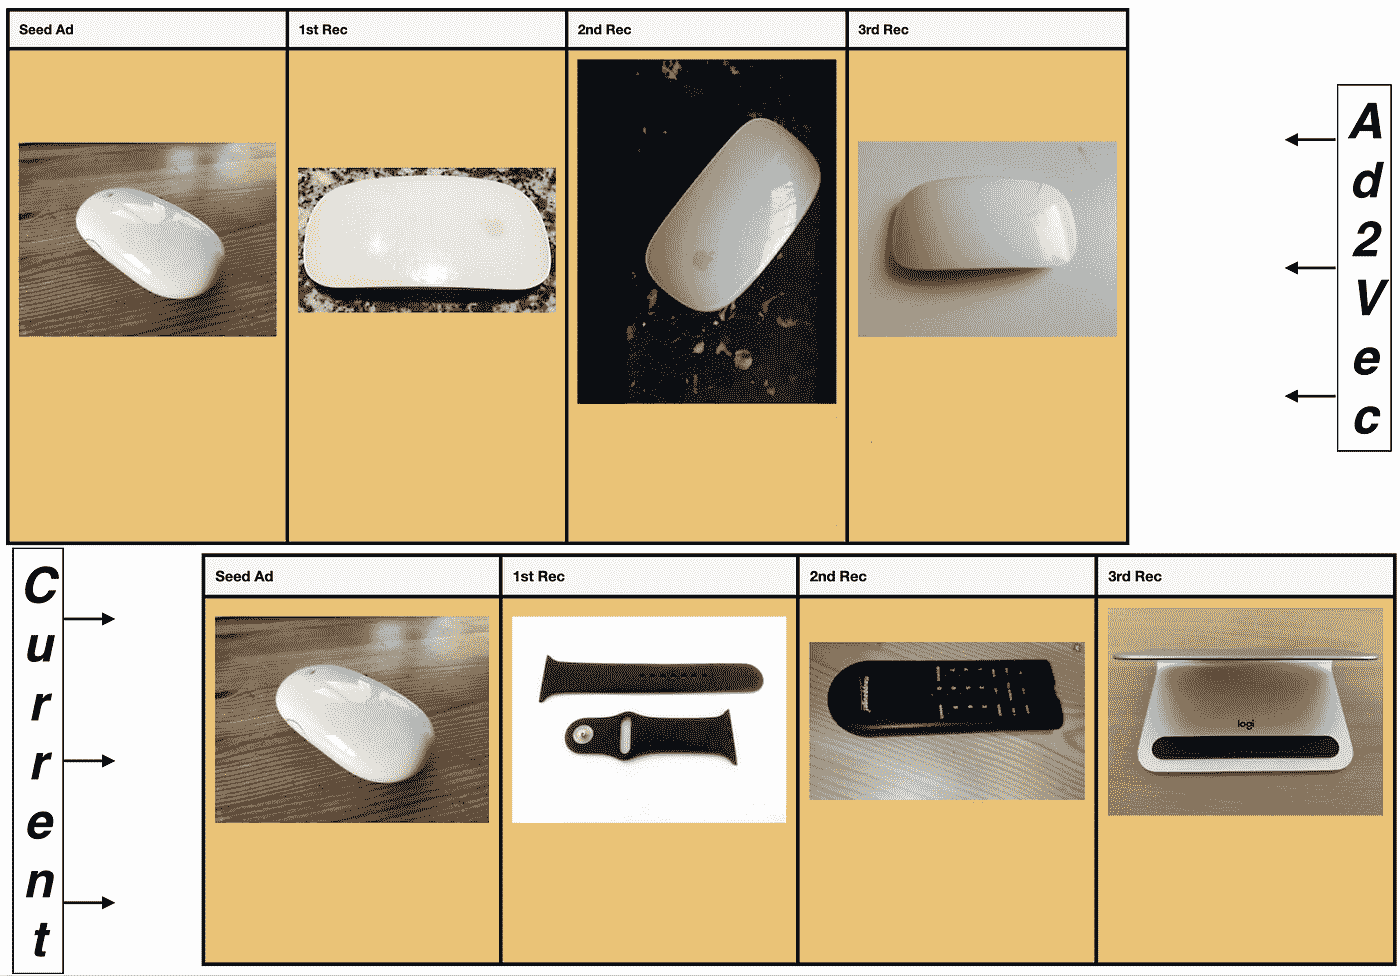 Seed Ad
1st Rec
2nd Rec
3rd Rec
Ad2Vec
Current
Seed Ad
1st Rec
2nd Rec
3rd Rec
logi